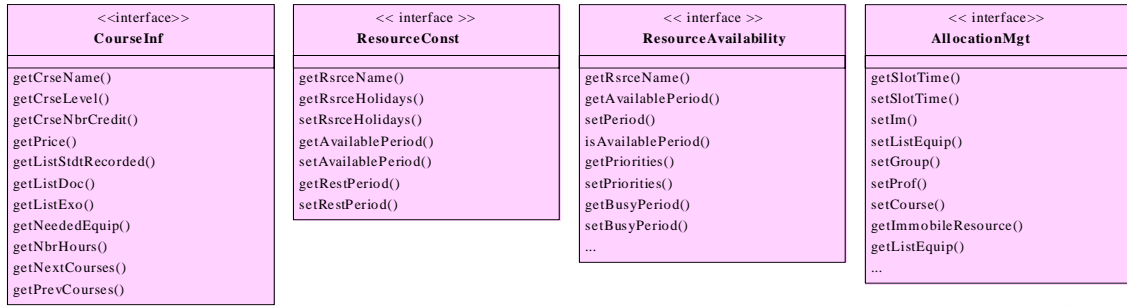 <<interface>>
CourseInf
getCrseName()
getCrseLevel()
getCrseNbrCredit()
getPrice()
getListStdtRecorded()
getListDoc()
getListExo()
getNeededEquip()
getNbrHours()
getNextCourses()
getPrevCourses()
<< interface >>
ResourceConst
getRsrceName()
getRsrceHolidays()
setRsrceHolidays()
getAvailablePeriod()
setAvailablePeriod()
getRestPeriod()
setRestPeriod()
<< interface >>
ResourceAvailability
getRsrceName()
getAvailablePeriod()
setPeriod()
isAvailablePeriod()
getPriorities()
setPriorities()
getBusyPeriod()
setBusyPeriod()
...
<< interface >>
AllocationMgt
getSlotTime()
setSlotTime()
setIm()
setListEquip()
setGroup()
setProf()
setCourse()
getImmobileResource()
getListEquip()
...